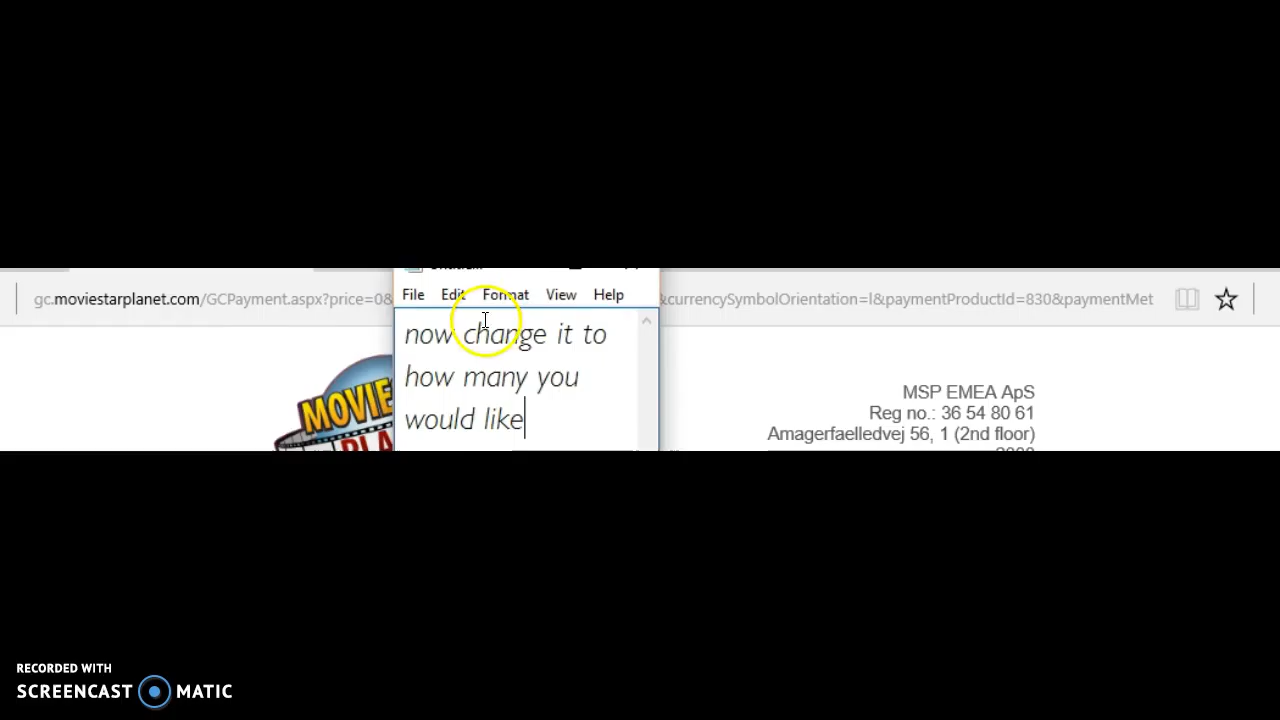 File Edit Format View Help
gc.moviestarplanet.com/GCPayment.aspx?price=0& &currencySymbolOrientation=l&paymentProductId=830&paymentMet
now change it to
how many you
would like
MOVIE
PLA
MSP EMEA ApS
Reg no.: 36 54 80 61
Amagerfaelledvej 56, 1 (2nd floor)
RECORDED WITH
SCREENCAST MATIC